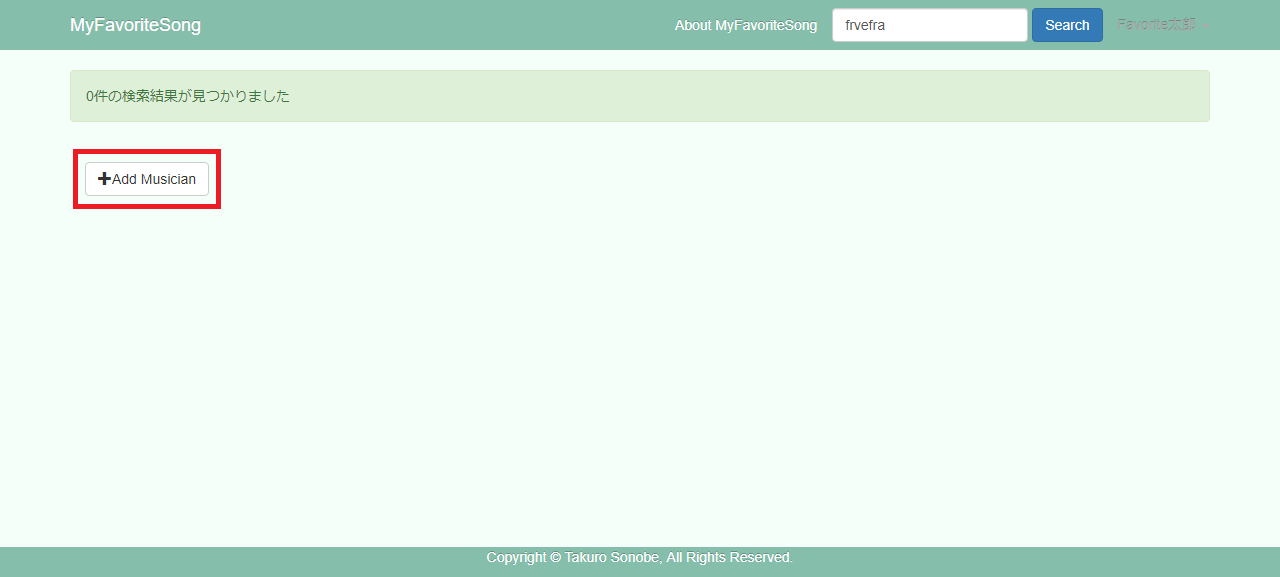 MyFavoriteSong About MyFavoriteSong frvefra Search Favorite太郎
0件の検索結果が見つかりました
Add Musician
Copyright © Takuro Sonobe, All Rights Reserved.